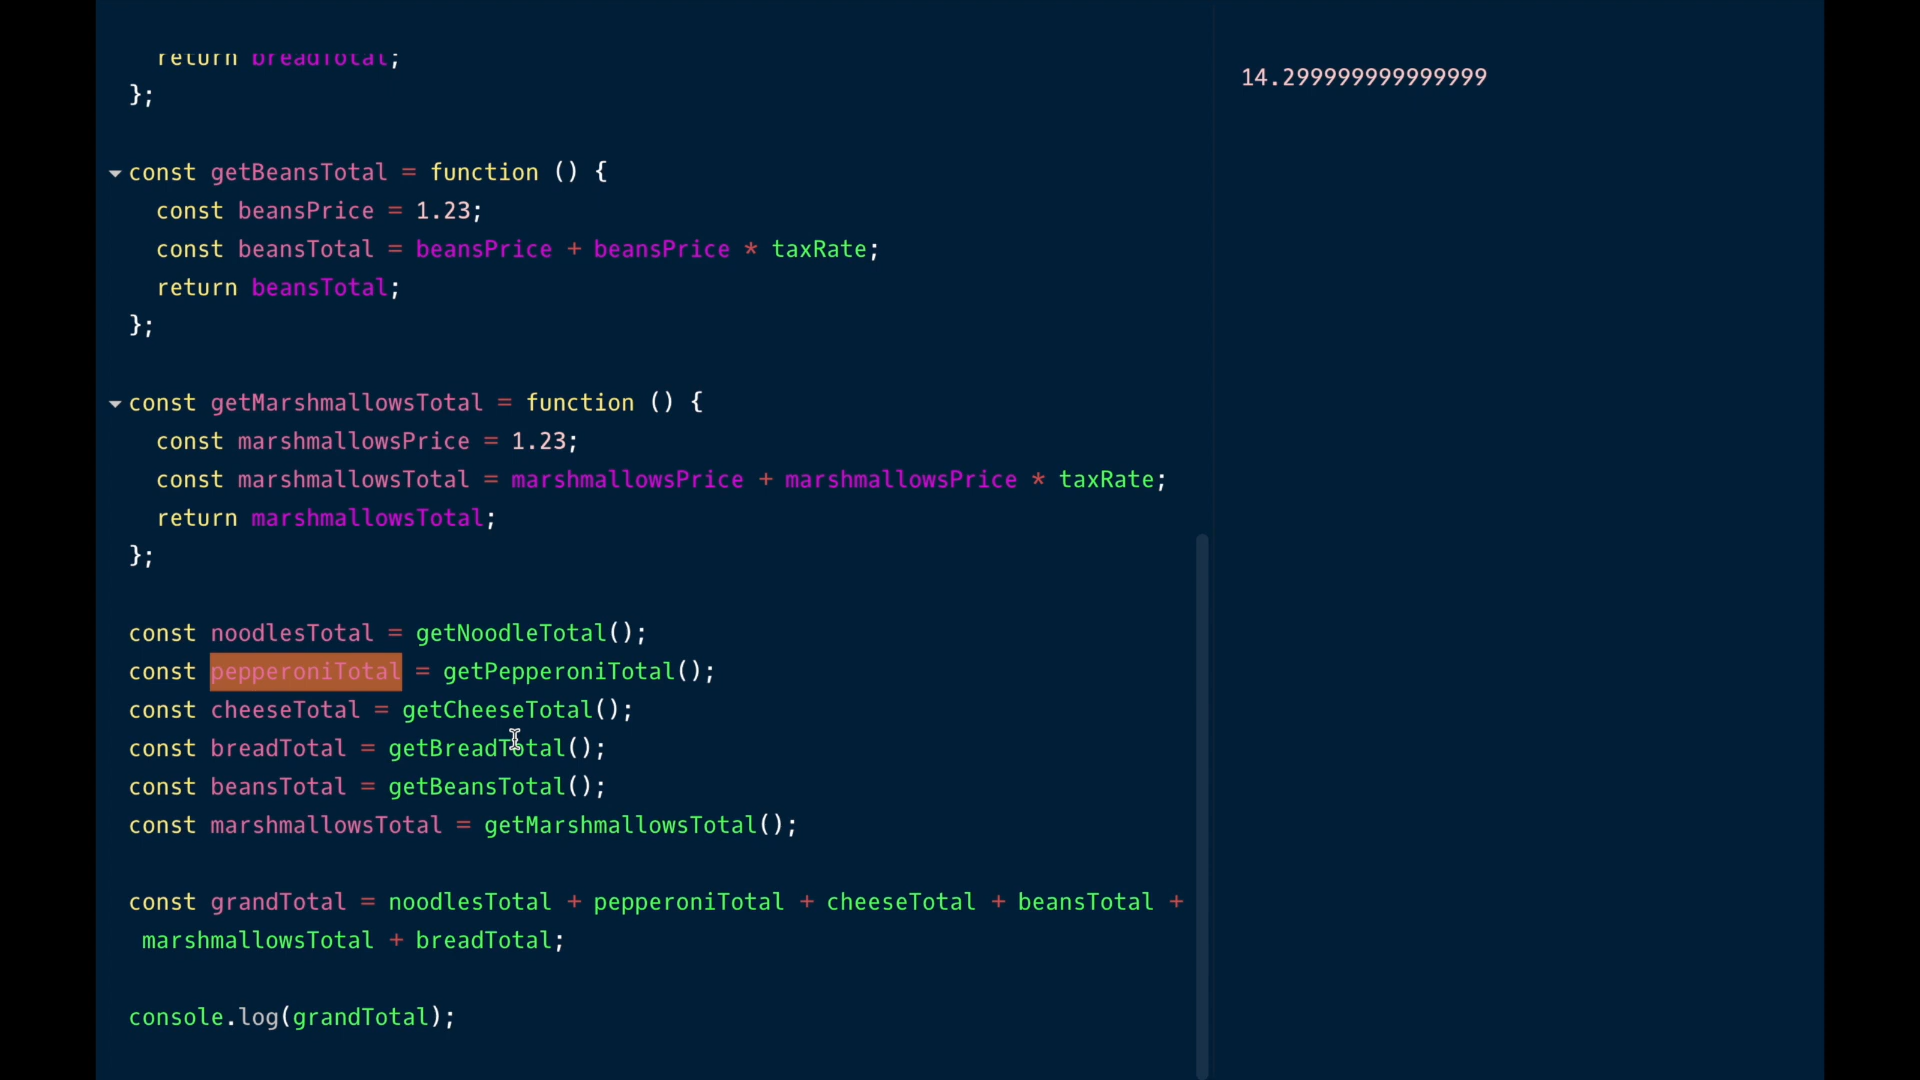 return breadTotal;
};
const getBeansTotal = function () {
const beansPrice = 1.23;
const beansTotal = beansPrice + beansPrice * taxRate;
return beansTotal;
};
const getMarshmallowsTotal = function () {
const marshmallowsPrice = 1.23;
const marshmallowsTotal = marshmallowsPrice + marshmallowsPrice * taxRate;
return marshmallowsTotal;
};
const noodlesTotal = getNoodleTotal();
const pepperoniTotal = getPepperoniTotal();
const cheeseTotal = getCheeseTotal();
const breadTotal = getBreadTotal();
const beansTotal = getBeansTotal();
const marshmallowsTotal = getMarshmallowsTotal();
const grandTotal = noodlesTotal + pepperoniTotal + cheeseTotal + beansTotal +
marshmallowsTotal + breadTotal;
console.log(grandTotal);
14.299999999999999